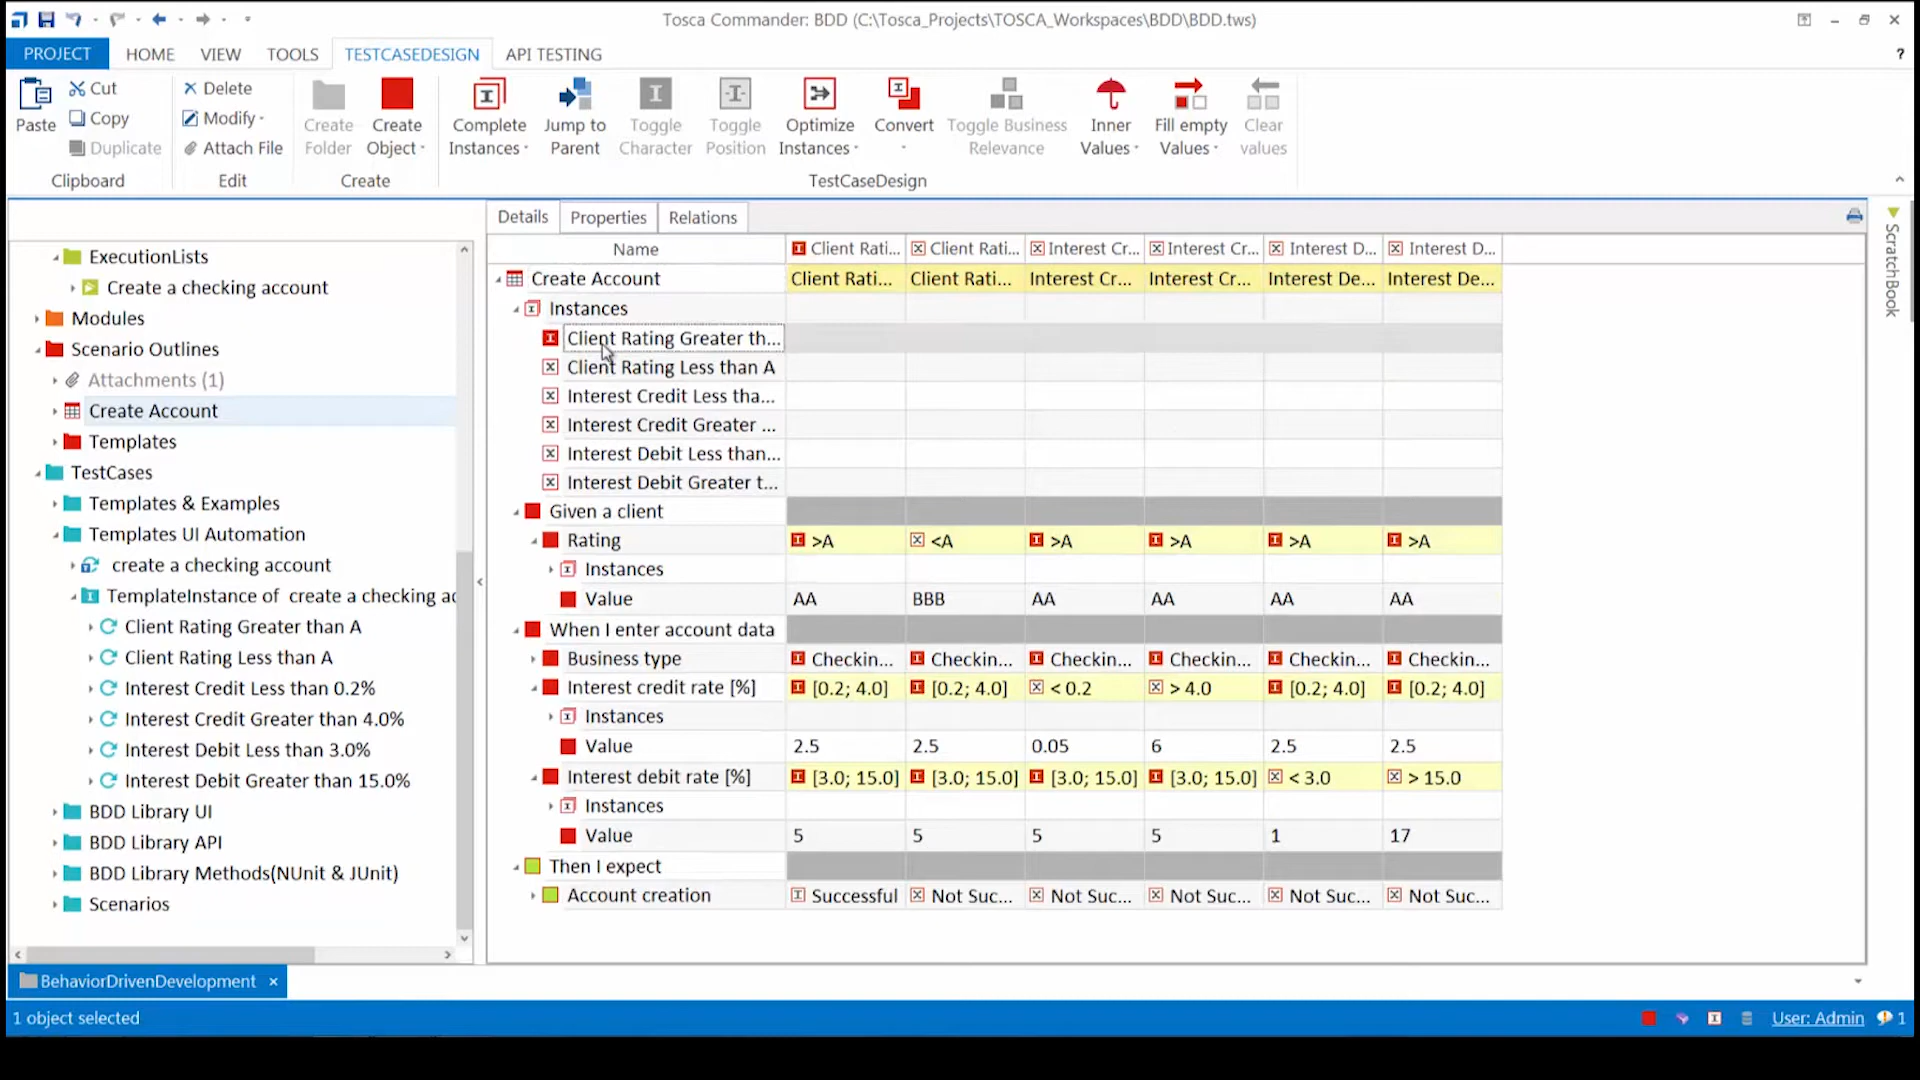 Tosca Commander: BDD (C:\Tosca_Projects\TOSCA_Workspaces\BDD\BDD.tws)
PROJECT HOME VIEW TOOLS TESTCASEDESIGN API TESTING ?
Paste
Cut
Copy
Duplicate
Clipboard
Delete
Modify
Attach File
Edit
Create Folder
Create Object
Create
Complete Instances
Jump to Parent
Toggle Character
Toggle Position
Optimize Instances
Convert
Toggle Business Relevance
Inner Values
Fill empty Values
Clear values
TestCaseDesign
ExecutionLists
Create a checking account
Modules
Scenario Outlines
Attachments (1)
Create Account
Templates
TestCases
Templates & Examples
Templates UI Automation
create a checking account
TemplateInstance of create a checking ac
Client Rating Greater than A
Client Rating Less than A
Interest Credit Less than 0.2%
Interest Credit Greater than 4.0%
Interest Debit Less than 3.0%
Interest Debit Greater than 15.0%
BDD Library UI
BDD Library API
BDD Library Methods(NUnit & JUnit)
Scenarios
Details Properties Relations
Name Client Rati... Client Rati... Interest Cr... Interest Cr... Interest D... Interest D...
Create Account Client Rati... Client Rati... Interest Cr... Interest Cr... Interest De... Interest De...
Instances
Client Rating Greater th...
Client Rating Less than A
Interest Credit Less tha...
Interest Credit Greater ...
Interest Debit Less than...
Interest Debit Greater t...
Given a client
Rating >A <A >A >A >A >A
Instances
Value AA BBB AA AA AA AA
When I enter account data
Business type Checkin... Checkin... Checkin... Checkin... Checkin... Checkin...
Interest credit rate [%] [0.2; 4.0] [0.2; 4.0] < 0.2 > 4.0 [0.2; 4.0] [0.2; 4.0]
Instances
Value 2.5 2.5 0.05 6 2.5 2.5
Interest debit rate [%] [3.0; 15.0] [3.0; 15.0] [3.0; 15.0] [3.0; 15.0] < 3.0 > 15.0
Instances
Value 5 5 5 5 1 17
Then I expect
Account creation Successful Not Suc... Not Suc... Not Suc... Not Suc... Not Suc...
ScratchBook
BehaviorDrivenDevelopment
1 object selected
User: Admin 1